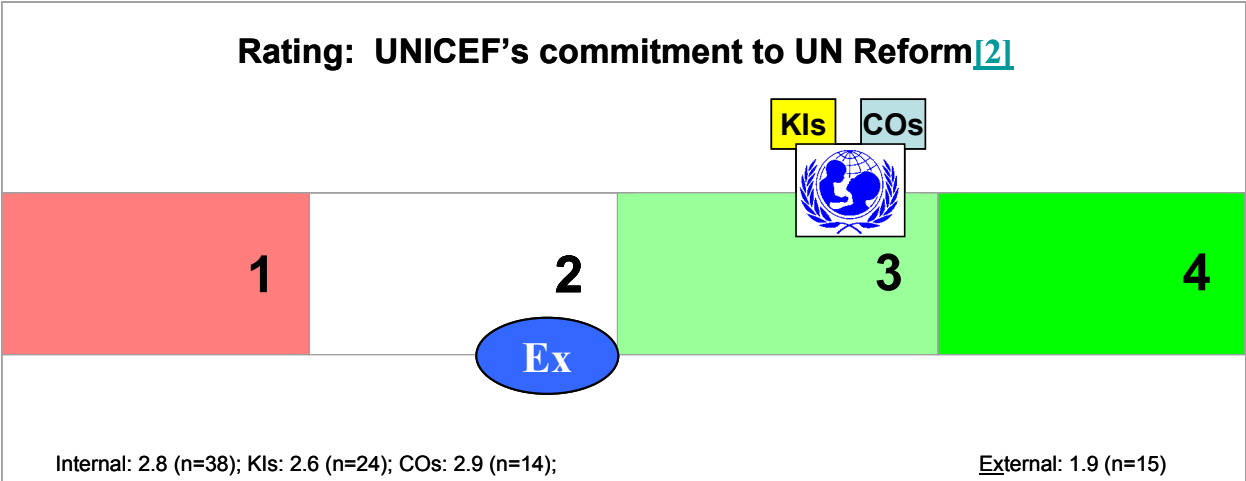 Rating: UNICEF’s commitment to UN Reform[2]
KIs COs
1 2 3 4
Ex
Internal: 2.8 (n=38); KIs: 2.6 (n=24); COs: 2.9 (n=14); External: 1.9 (n=15)